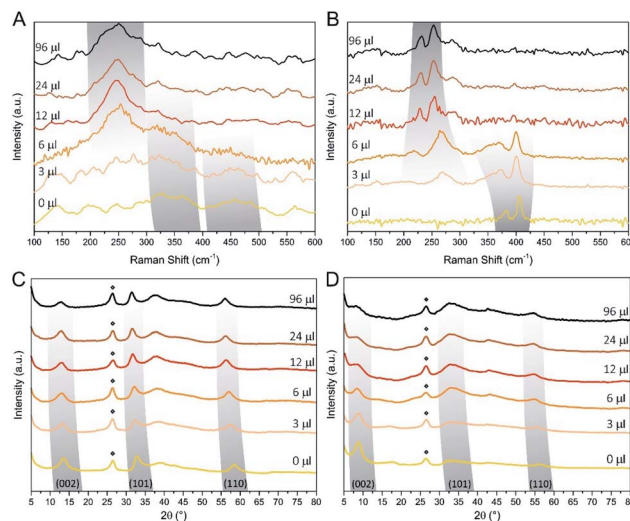 A
96 µl
24 µl
12 µl
6 µl
3 µl
0 µl
Intensity (a.u.)
100 150 200 250 300 350 400 450 500 550 600
Raman Shift (cm⁻¹)
B
96 µl
24 µl
12 µl
6 µl
3 µl
0 µl
Intensity (a.u.)
100 150 200 250 300 350 400 450 500 550 600
Raman Shift (cm⁻¹)
C
96 µl
24 µl
12 µl
6 µl
3 µl
0 µl
(002) (101) (110)
Intensity (a.u.)
5 10 15 20 25 30 35 40 45 50 55 60 65 70 75 80
2θ (°)
D
96 µl
24 µl
12 µl
6 µl
3 µl
0 µl
(002) (101) (110)
Intensity (a.u.)
5 10 15 20 25 30 35 40 45 50 55 60 65 70 75 80
2θ (°)